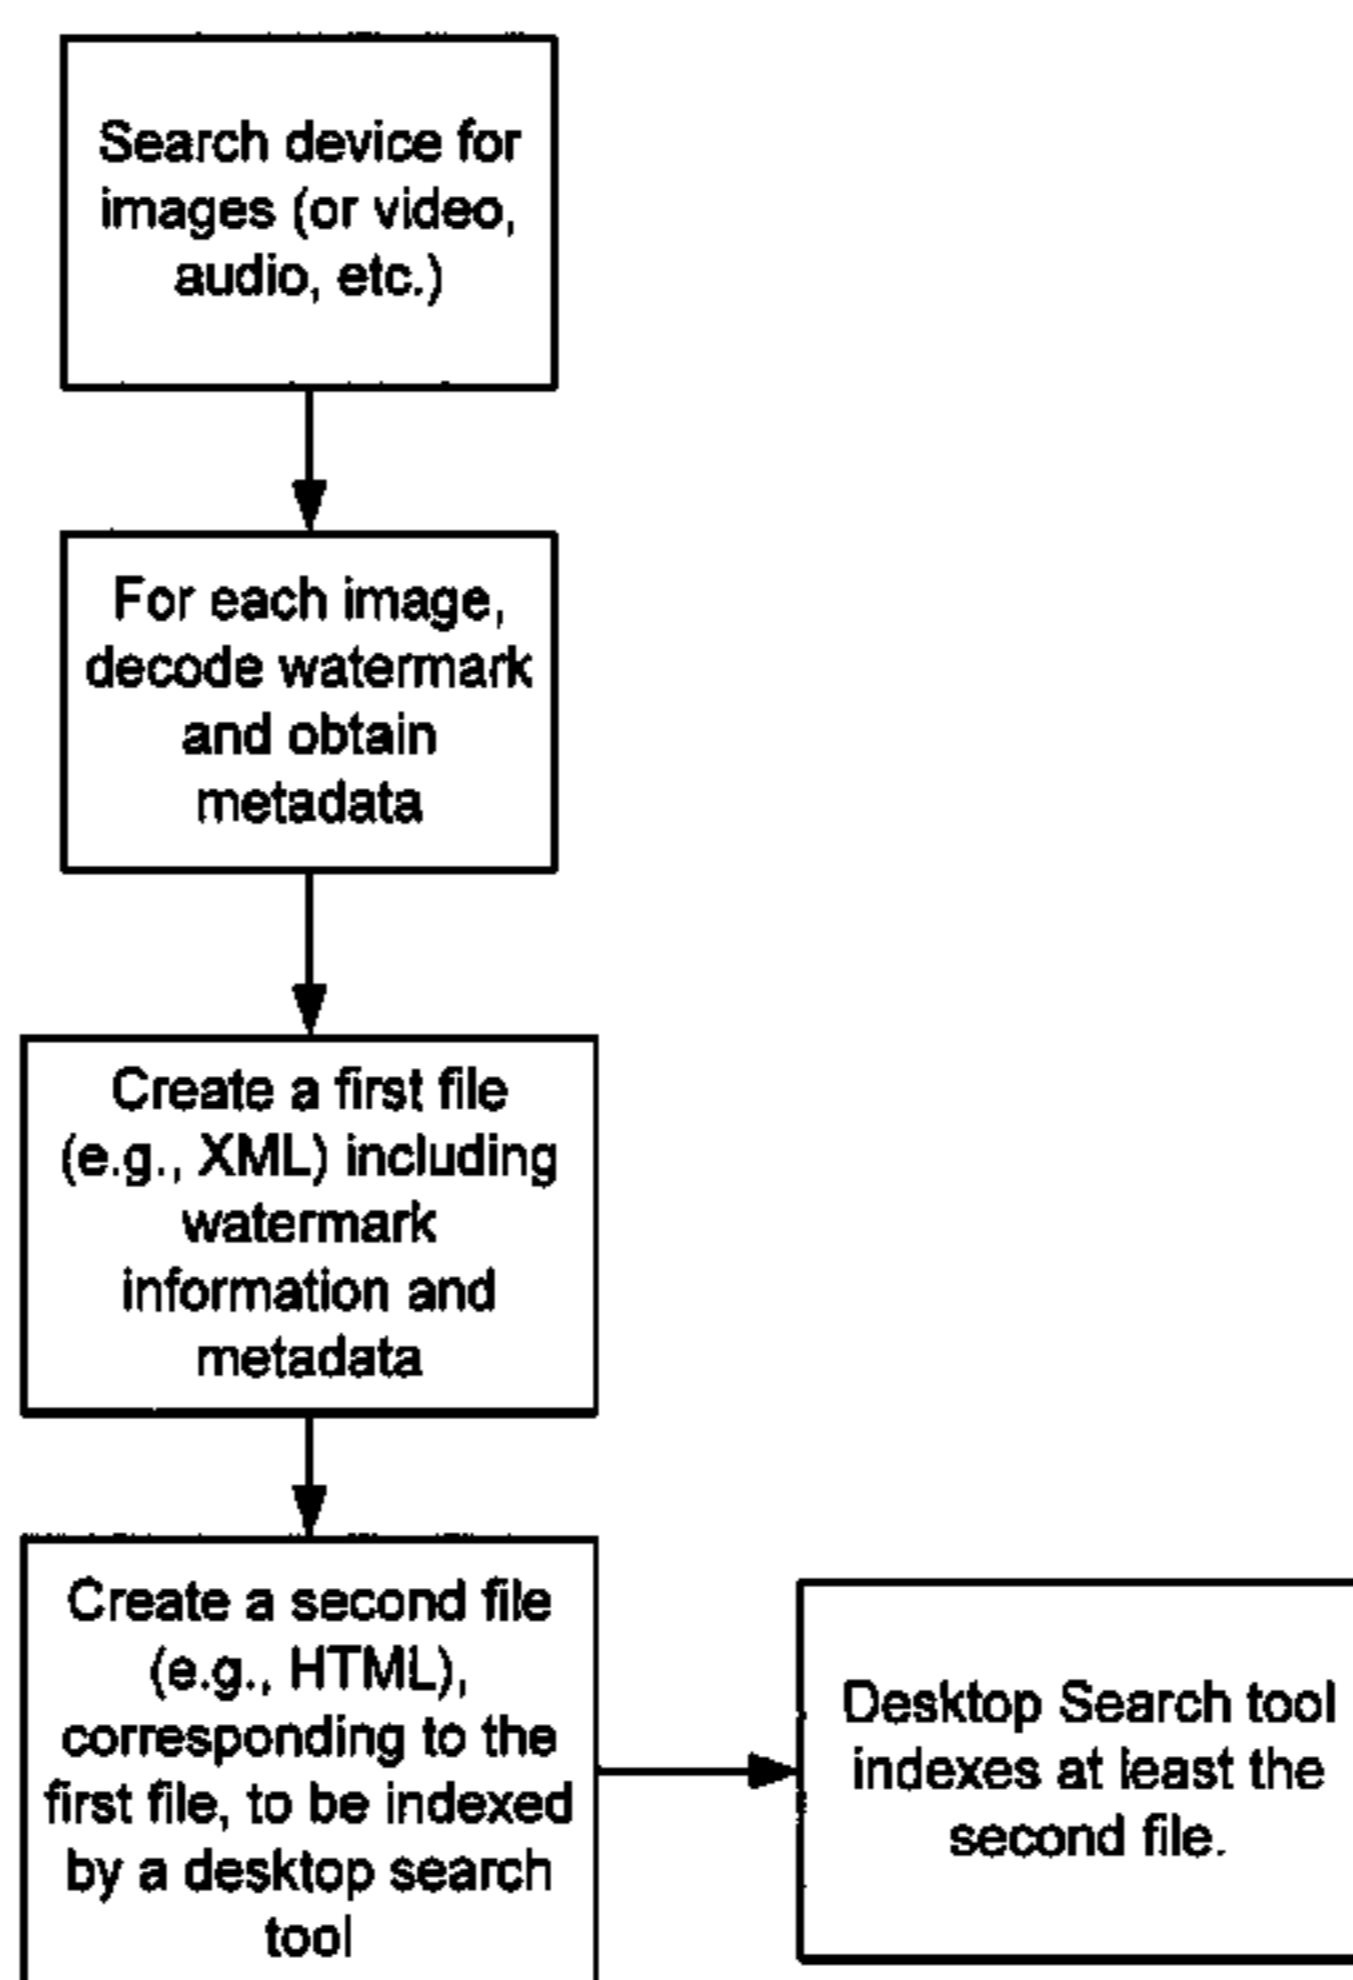 Search device for
images (or video,
audio, etc.)
For each image,
decode watermark
and obtain
metadata
Create a first file
(e.g., XML) including
watermark
information and
metadata
Create a second file
(e.g., HTML),
corresponding to the
first file, to be indexed
by a desktop search
tool
Desktop Search tool
indexes at least the
second file.